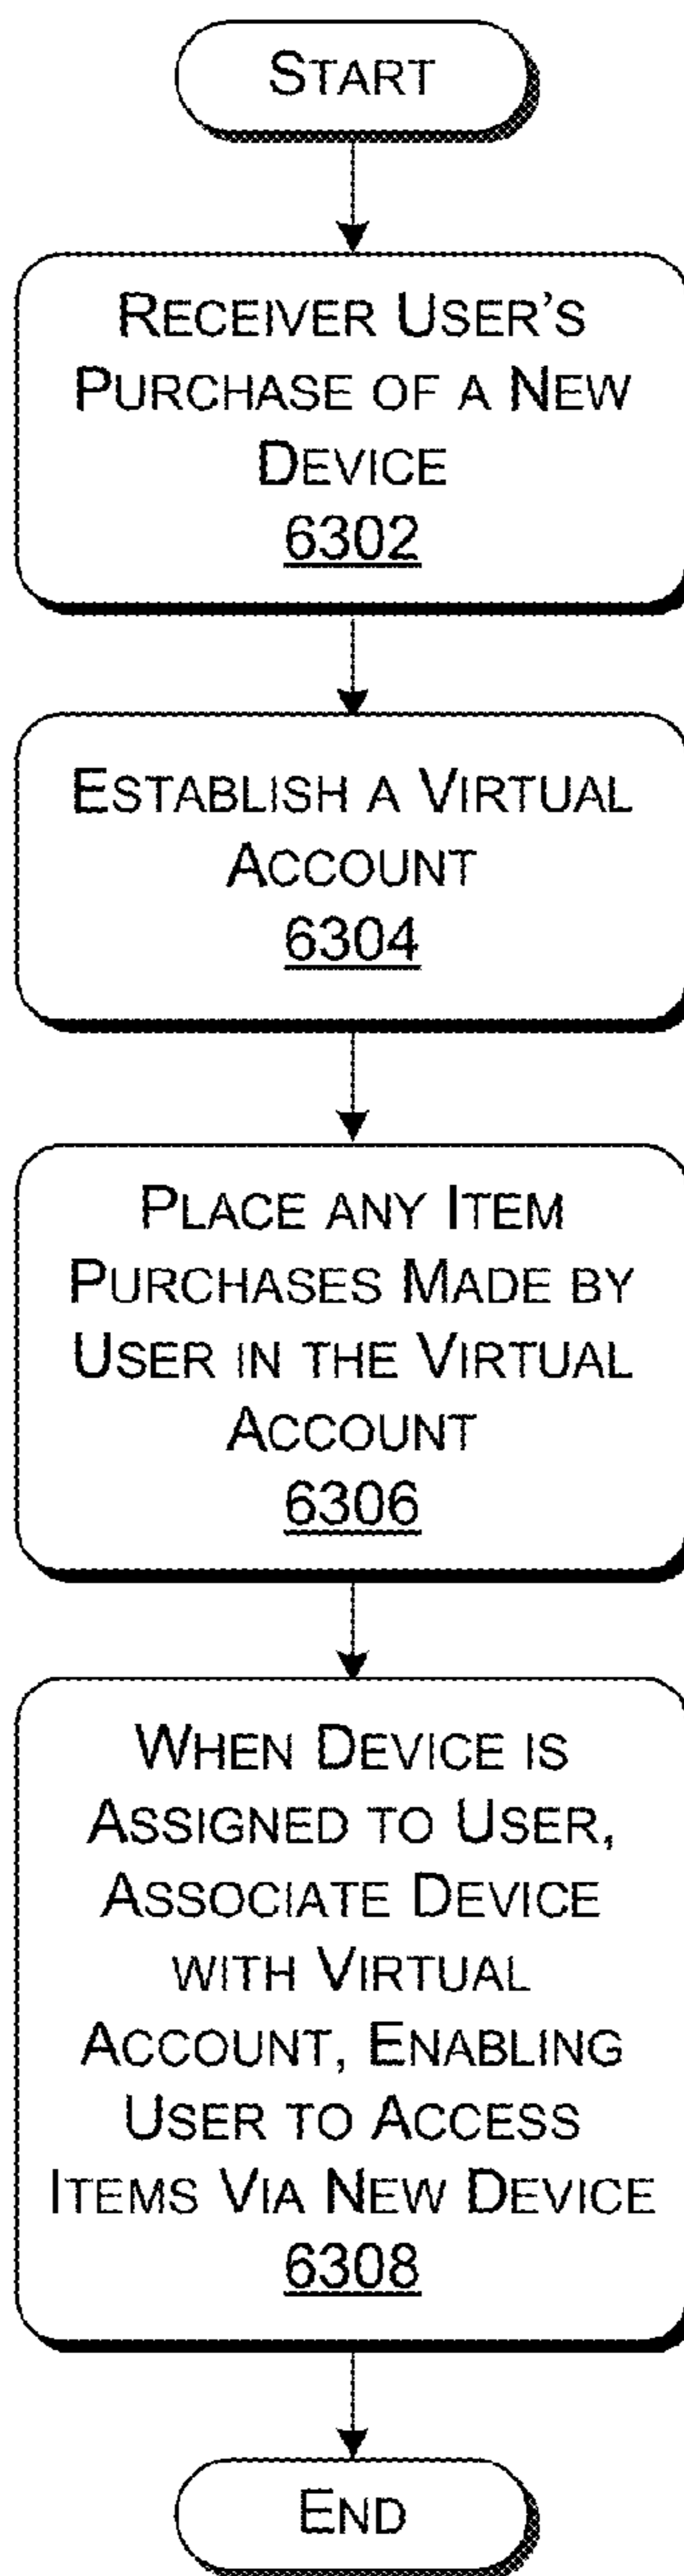 START
RECEIVER USER'S
PURCHASE OF A NEW
DEVICE
6302
ESTABLISH A VIRTUAL
ACCOUNT
6304
PLACE ANY ITEM
PURCHASES MADE BY
USER IN THE VIRTUAL
ACCOUNT
6306
WHEN DEVICE IS
ASSIGNED TO USER,
ASSOCIATE DEVICE
WITH VIRTUAL
ACCOUNT, ENABLING
USER TO ACCESS
ITEMS VIA NEW DEVICE
6308
END